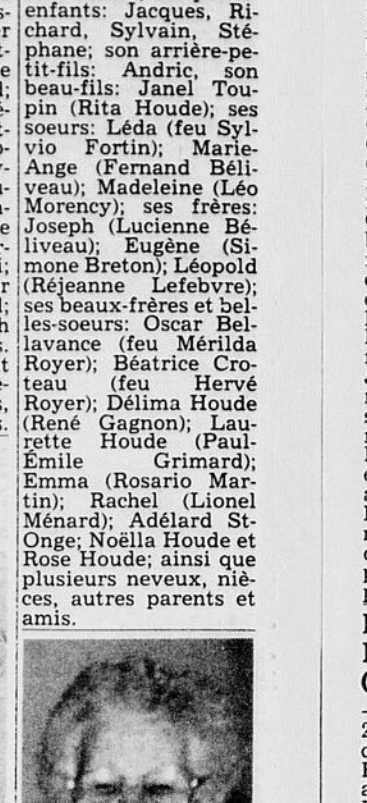 enfants: Jacques, Ri-
chard, Sylvain, Sté-
phane; son arrière-pe-
tit-fils: Andric, son
beau-fils: Janel Tou-
pin (Rita Houde); ses
soeurs: Léda (feu Syl-
vio Fortin); Marie-
Ange (Fernand Béli-
veau); Madeleine (Léo
Morency); ses frères:
Joseph (Lucienne Bé-
liveau); Eugène (Si-
mone Breton); Léopold
(Réjeanne Lefebvre);
ses beaux-frères et bel-
les-soeurs: Oscar Bel-
lavance (feu Mérilda
Royer); Béatrice Cro-
teau (feu Hervé
Royer); Délima Houde
(René Gagnon); Lau-
rette Houde (Paul-
Émile Grimard);
Emma (Rosario Mar-
tin); Rachel (Lionel
Ménard); Adélard St-
Onge; Noëlla Houde et
Rose Houde; ainsi que
plusieurs neveux, niè-
ces, autres parents et
amis.